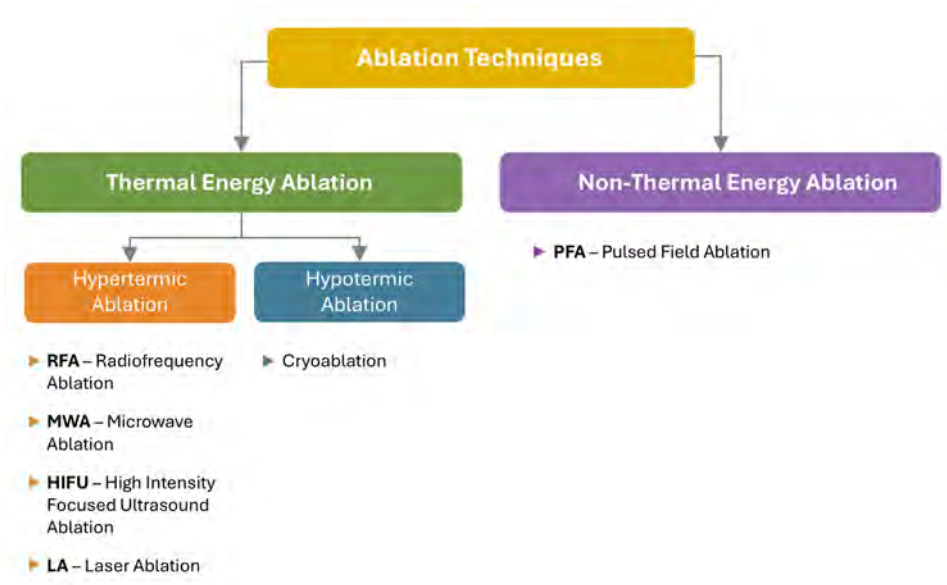 Ablation Techniques
Thermal Energy Ablation
Non-Thermal Energy Ablation
PFA – Pulsed Field Ablation
Hypertermic
Ablation
Hypotermic
Ablation
RFA – Radiofrequency
Ablation
MWA – Microwave
Ablation
HIFU – High Intensity
Focused Ultrasound
Ablation
LA – Laser Ablation
Cryoablation